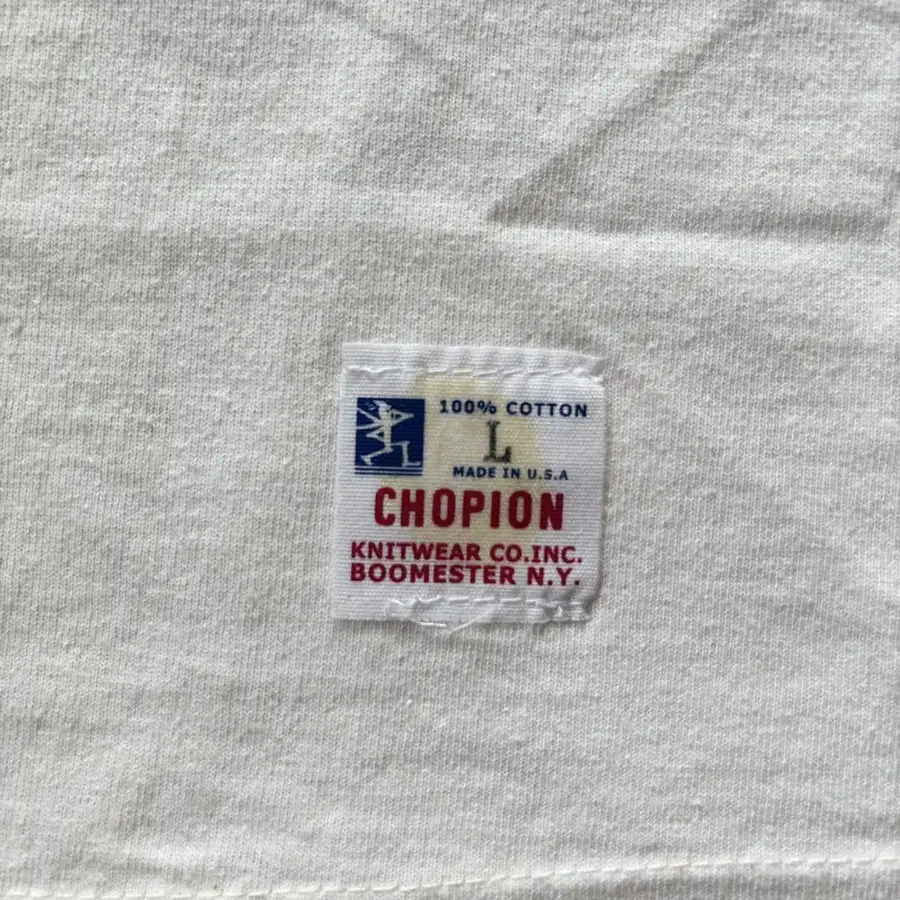 100% COTTON
L
MADE IN U.S.A
CHOPION
KNITWEAR CO.INC.
BOOMESTER N.Y.